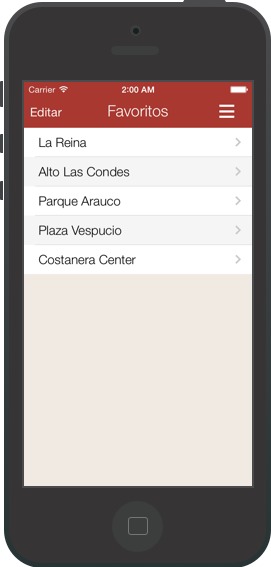 Carrier 2:00 AM
Editar Favoritos
La Reina
Alto Las Condes
Parque Arauco
Plaza Vespucio
Costanera Center